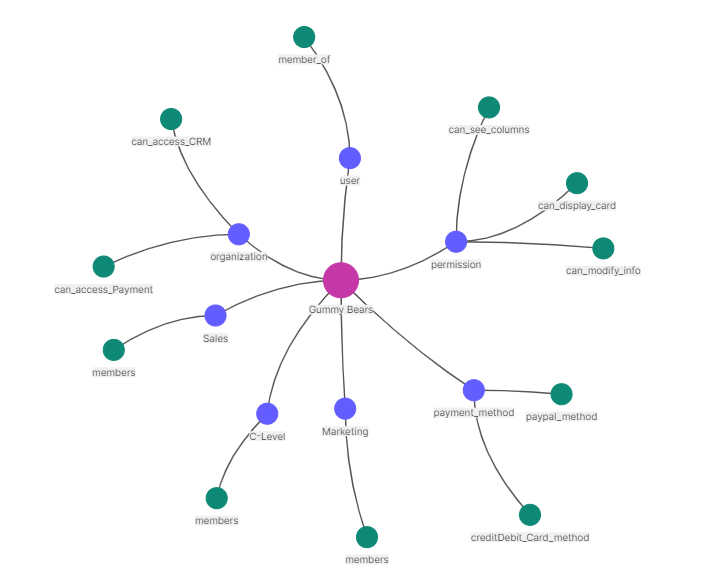 member_of
can_see_columns
can_access_CRM
user
can_display_card
organization
permission
can_modify_info
can_access_Payment
Gummy Bears
Sales
members
payment_method
paypal_method
C-Level
Marketing
members
creditDebit_Card_method
members